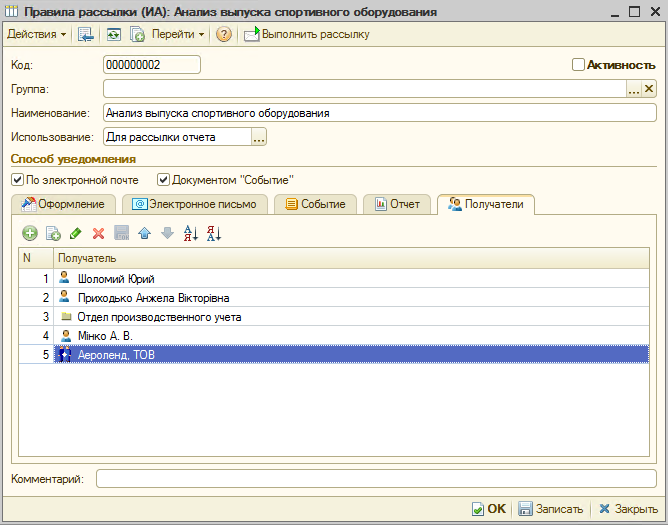 Правила рассылки (ИА): Анализ выпуска спортивного оборудования
Действия Перейти ? Выполнить рассылку
Код: 000000002 Активность
Группа: ...
Наименование: Анализ выпуска спортивного оборудования
Использование: Для рассылки отчета ...
Способ уведомления
По электронной почте Документом "Событие"
Оформление Электронное письмо Событие Отчет Получатели
N Получатель
1 Шоломий Юрий
2 Приходько Анжела Вікторівна
3 Отдел производственного учета
4 Мінко А. В.
5 Аероленд, ТОВ
Комментарий:
OK Записать Закрыть